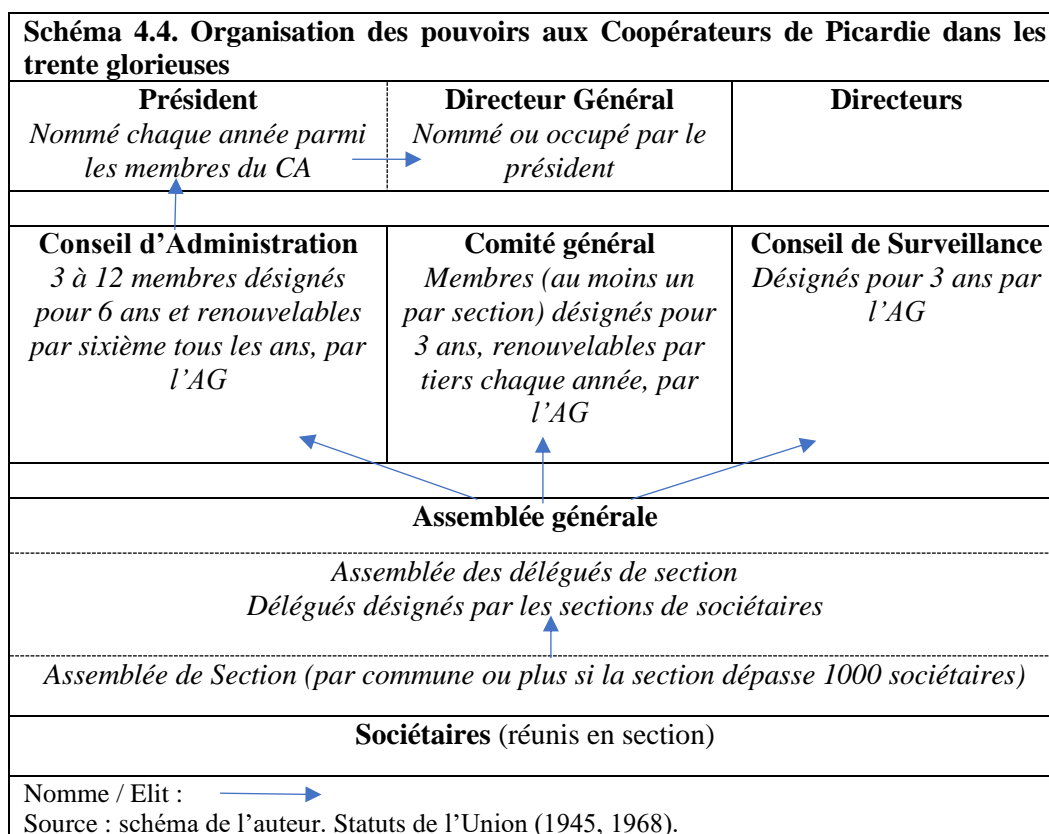 Schéma 4.4. Organisation des pouvoirs aux Coopérateurs de Picardie dans les
trente glorieuses
Président
Nommé chaque année parmi
les membres du CA
Directeur Général
Nommé ou occupé par le
président
Directeurs
Conseil d'Administration
3 à 12 membres désignés
pour 6 ans et renouvelables
par sixième tous les ans, par
l'AG
Comité général
Membres (au moins un
par section) désignés pour
3 ans, renouvelables par
tiers chaque année, par
l'AG
Conseil de Surveillance
Désignés pour 3 ans par
l'AG
Assemblée générale
Assemblée des délégués de section
Délégués désignés par les sections de sociétaires
Assemblée de Section (par commune ou plus si la section dépasse 1000 sociétaires)
Sociétaires (réunis en section)
Nomme / Elit :
Source : schéma de l'auteur. Statuts de l'Union (1945, 1968).